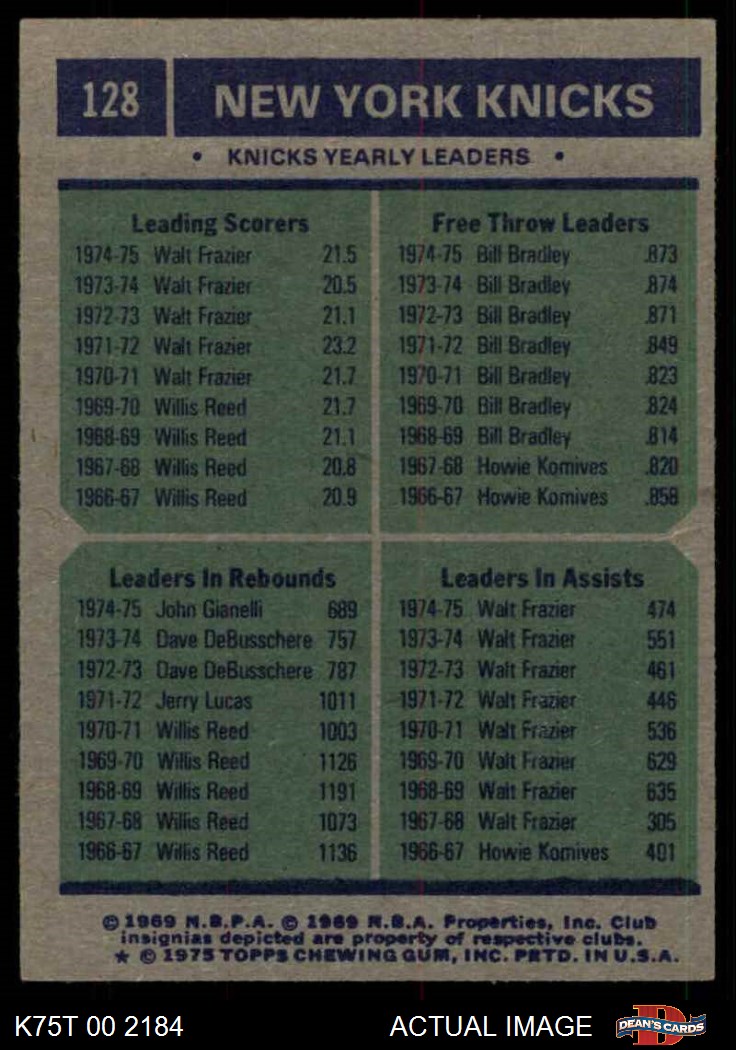 128 NEW YORK KNICKS
• KNICKS YEARLY LEADERS •
Leading Scorers
1974-75 Walt Frazier 21.5
1973-74 Walt Frazier 20.5
1972-73 Walt Frazier 21.1
1971-72 Walt Frazier 23.2
1970-71 Walt Frazier 21.7
1969-70 Willis Reed 21.7
1968-69 Willis Reed 21.1
1967-68 Willis Reed 20.8
1966-67 Willis Reed 20.9
Free Throw Leaders
1974-75 Bill Bradley .873
1973-74 Bill Bradley .874
1972-73 Bill Bradley .871
1971-72 Bill Bradley .849
1970-71 Bill Bradley .823
1969-70 Bill Bradley .824
1968-69 Bill Bradley .814
1967-68 Howie Komives .820
1966-67 Howie Komives .858
Leaders In Rebounds
1974-75 John Gianelli 689
1973-74 Dave DeBusschere 757
1972-73 Dave DeBusschere 787
1971-72 Jerry Lucas 1011
1970-71 Willis Reed 1003
1969-70 Willis Reed 1126
1968-69 Willis Reed 1191
1967-68 Willis Reed 1073
1966-67 Willis Reed 1136
Leaders In Assists
1974-75 Walt Frazier 474
1973-74 Walt Frazier 551
1972-73 Walt Frazier 461
1971-72 Walt Frazier 446
1970-71 Walt Frazier 536
1969-70 Walt Frazier 629
1968-69 Walt Frazier 635
1967-68 Walt Frazier 305
1966-67 Howie Komives 401
© 1969 N.B.P.A. © 1969 N.B.A. Properties, Inc. Club
insignias depicted are property of respective clubs.
★ © 1975 TOPPS CHEWING GUM, INC. PRTD. IN U.S.A.
K75T 00 2184 ACTUAL IMAGE D DEAN'S CARDS